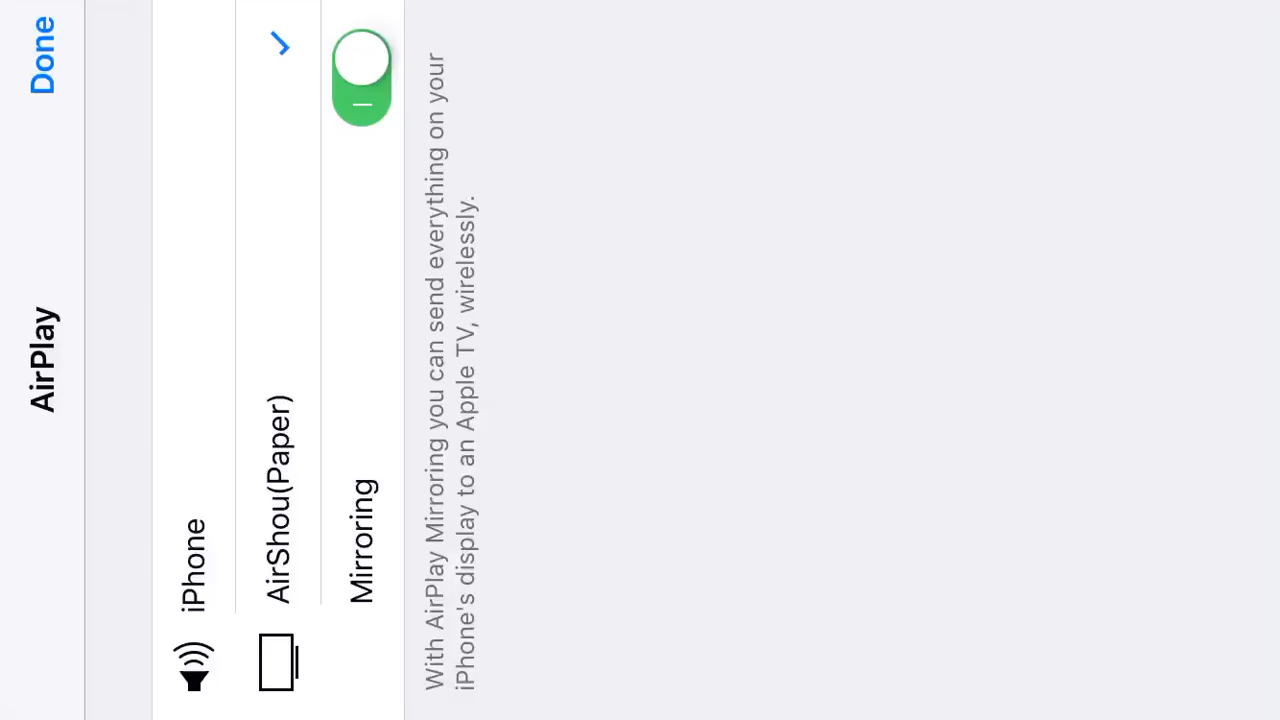 AirPlay
Done
iPhone
AirShou(Paper)
Mirroring
With AirPlay Mirroring you can send everything on your
iPhone's display to an Apple TV, wirelessly.